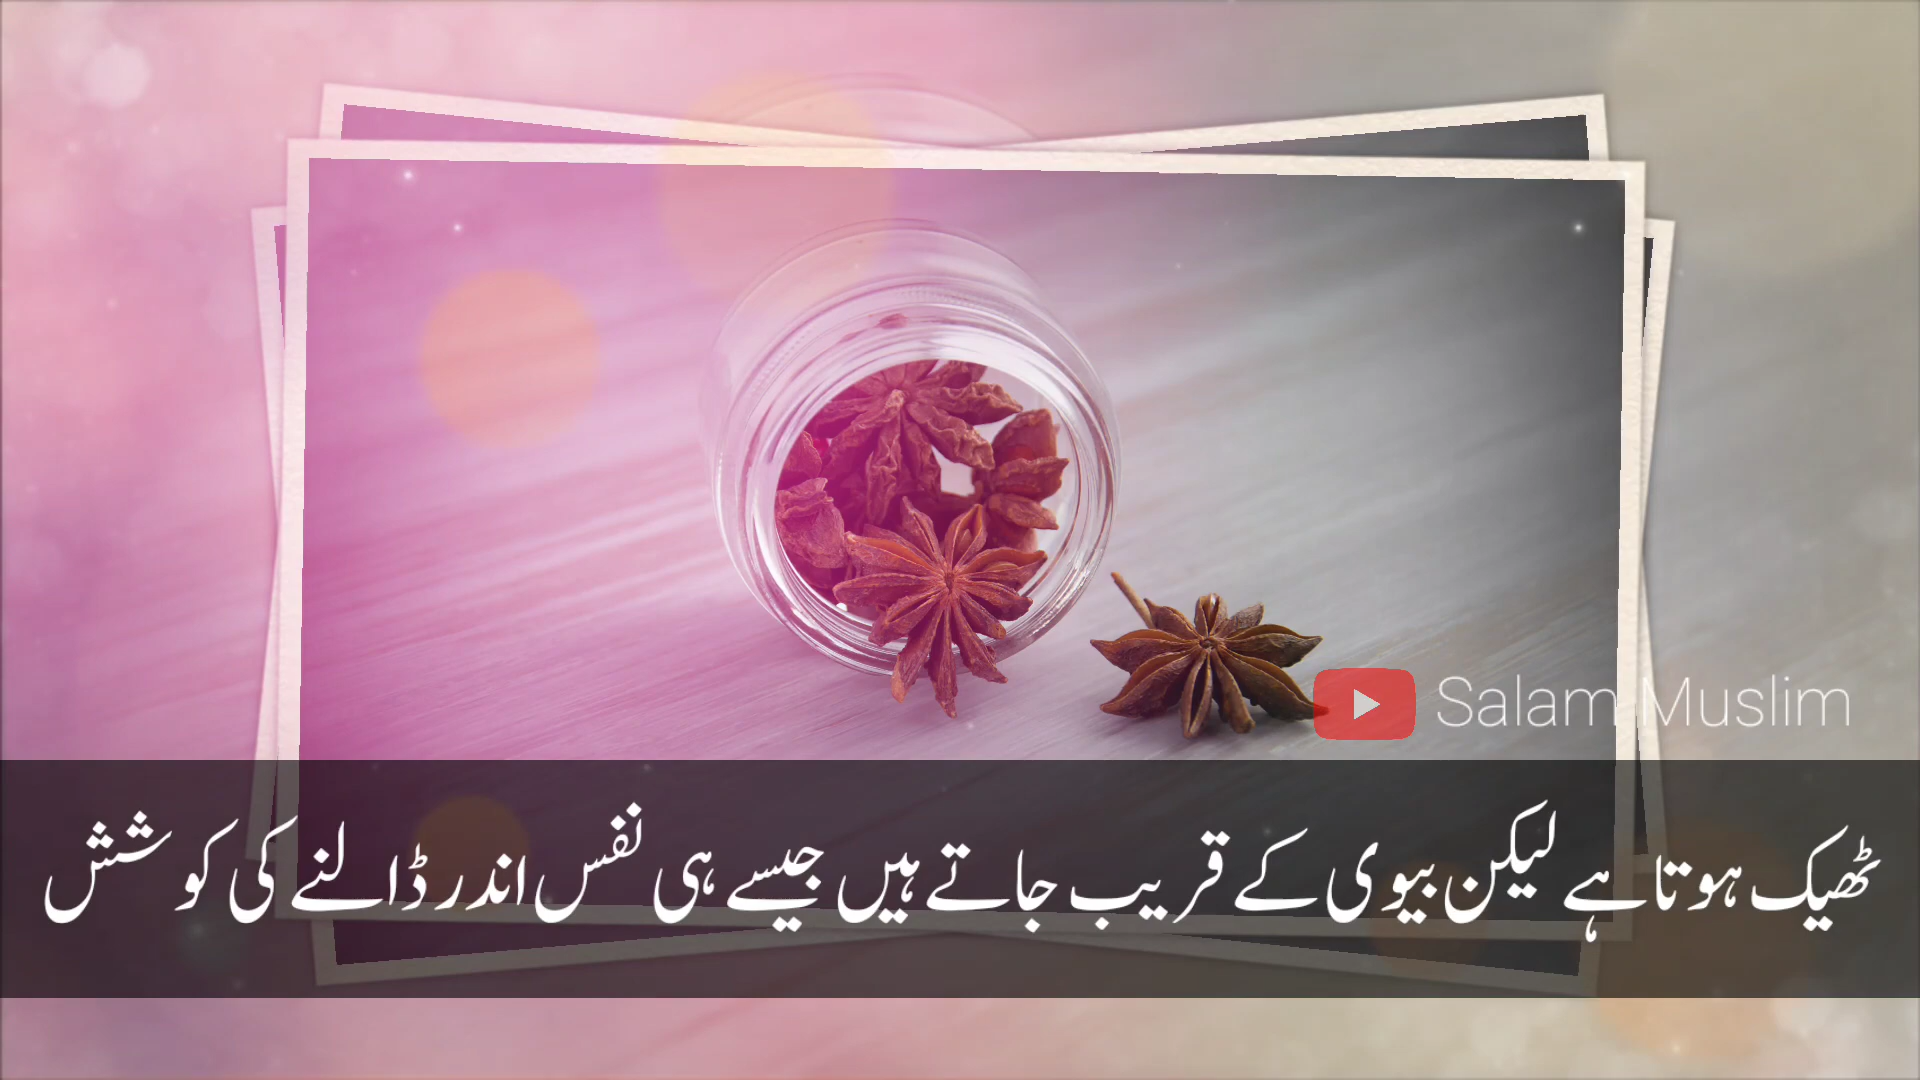 Salam Muslim
ٹھیک ہوتا ہے لیکن بیوی کے قریب جاتے ہیں جیسے ہی نفس اندر ڈالنے کی کوشش